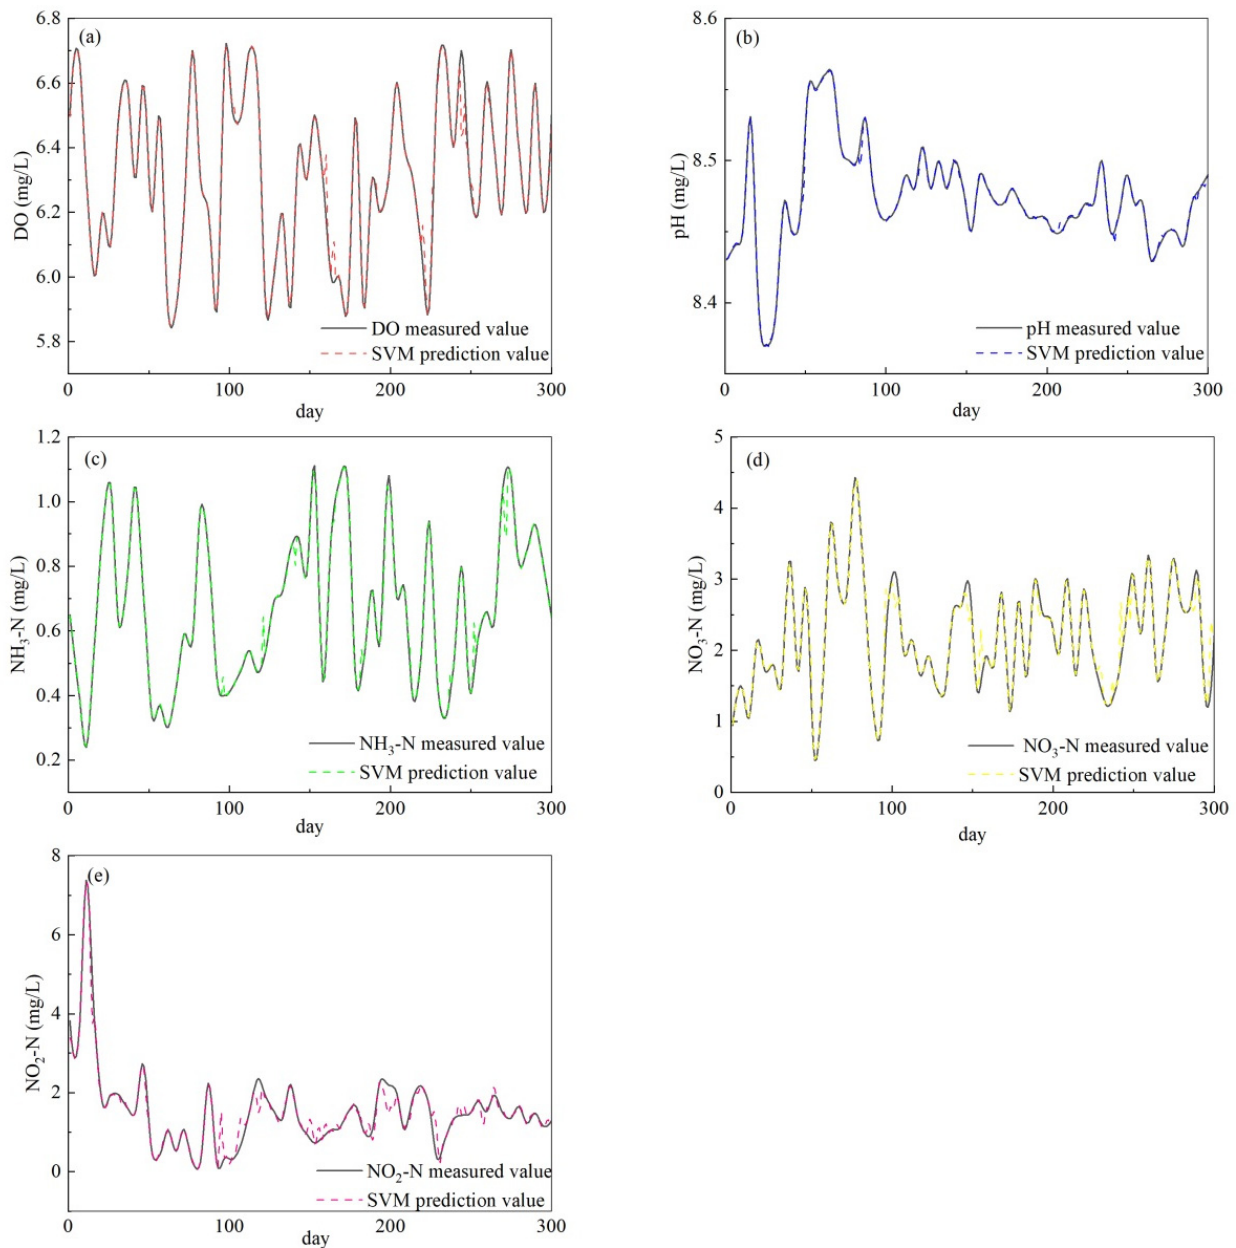 (a)
DO (mg/L)
6.8
6.6
6.4
6.2
6.0
5.8
DO measured value
SVM prediction value
0 100 200 300
day
(b)
pH (mg/L)
8.6
8.5
8.4
pH measured value
SVM prediction value
0 100 200 300
day
(c)
NH₃-N (mg/L)
1.2
1.0
0.8
0.6
0.4
0.2
NH₃-N measured value
SVM prediction value
0 100 200 300
day
(d)
NO₃-N (mg/L)
5
4
3
2
1
0
NO₃-N measured value
SVM prediction value
0 100 200 300
day
(e)
NO₂-N (mg/L)
8
6
4
2
0
NO₂-N measured value
SVM prediction value
0 100 200 300
day